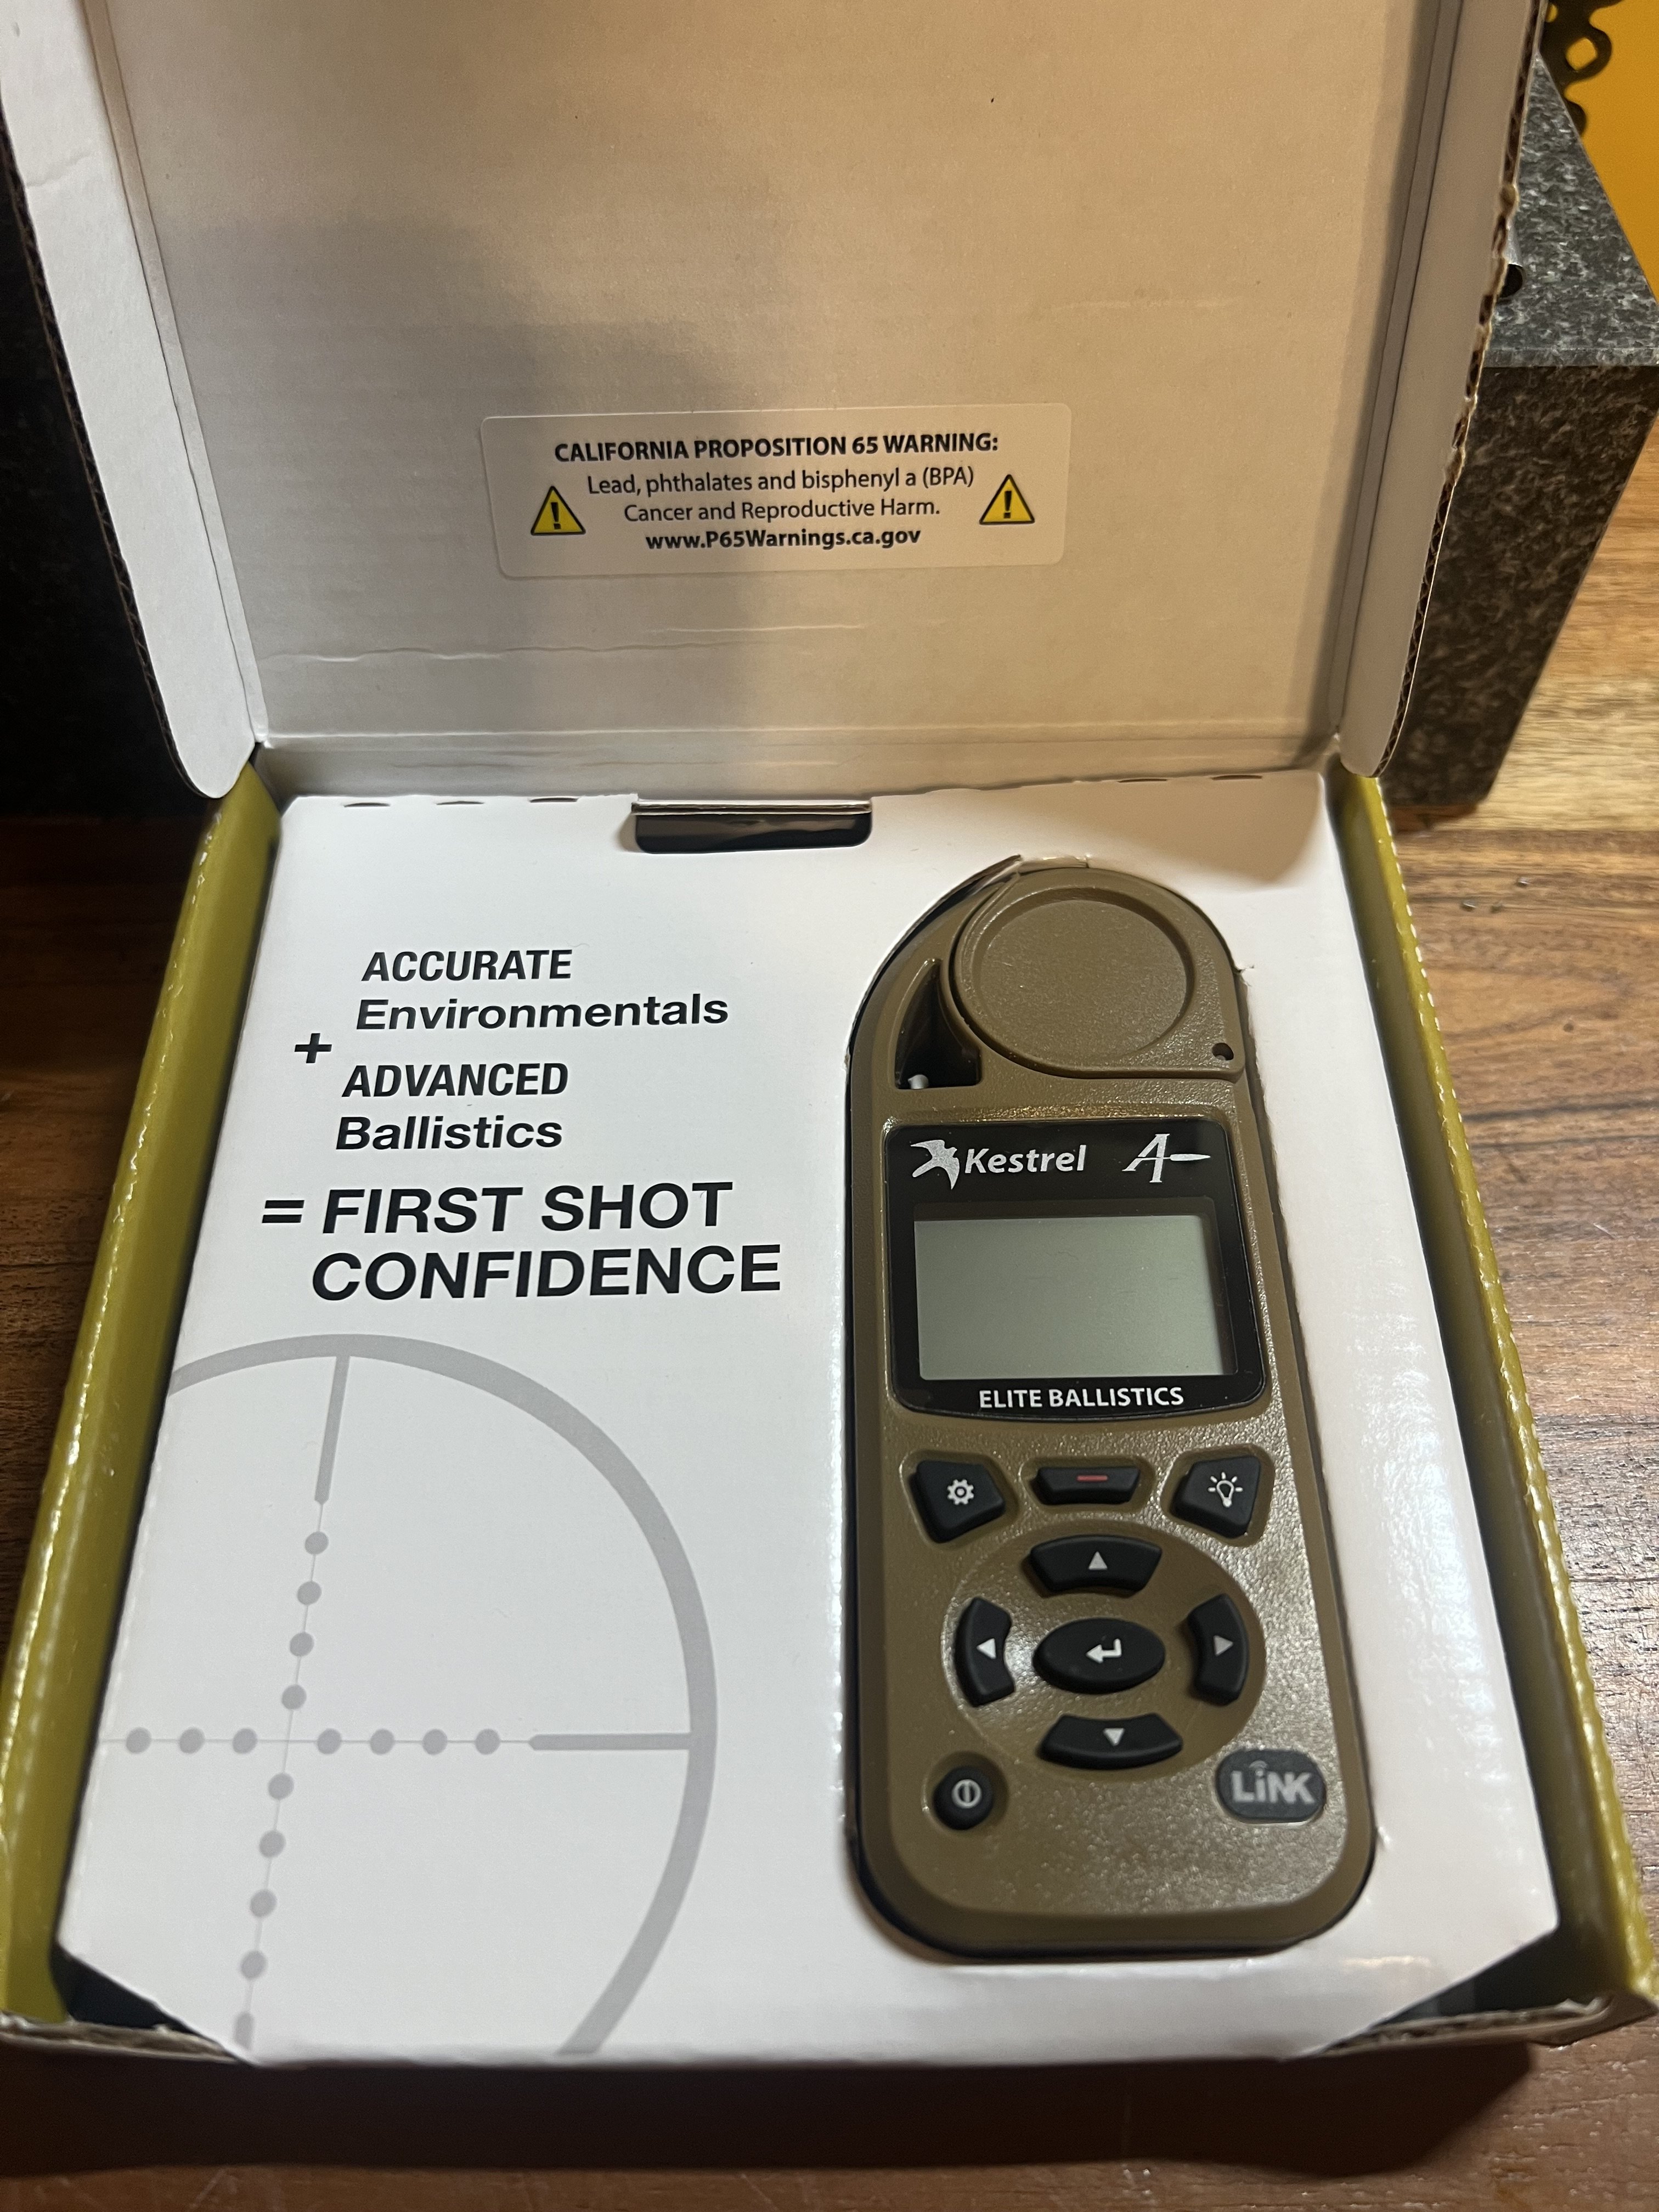 CALIFORNIA PROPOSITION 65 WARNING:
Lead, phthalates and bisphenyl a (BPA)
Cancer and Reproductive Harm.
www.P65Warnings.ca.gov
ACCURATE
Environmentals
+
ADVANCED
Ballistics
= FIRST SHOT
CONFIDENCE
Kestrel A
ELITE BALLISTICS
LiNK